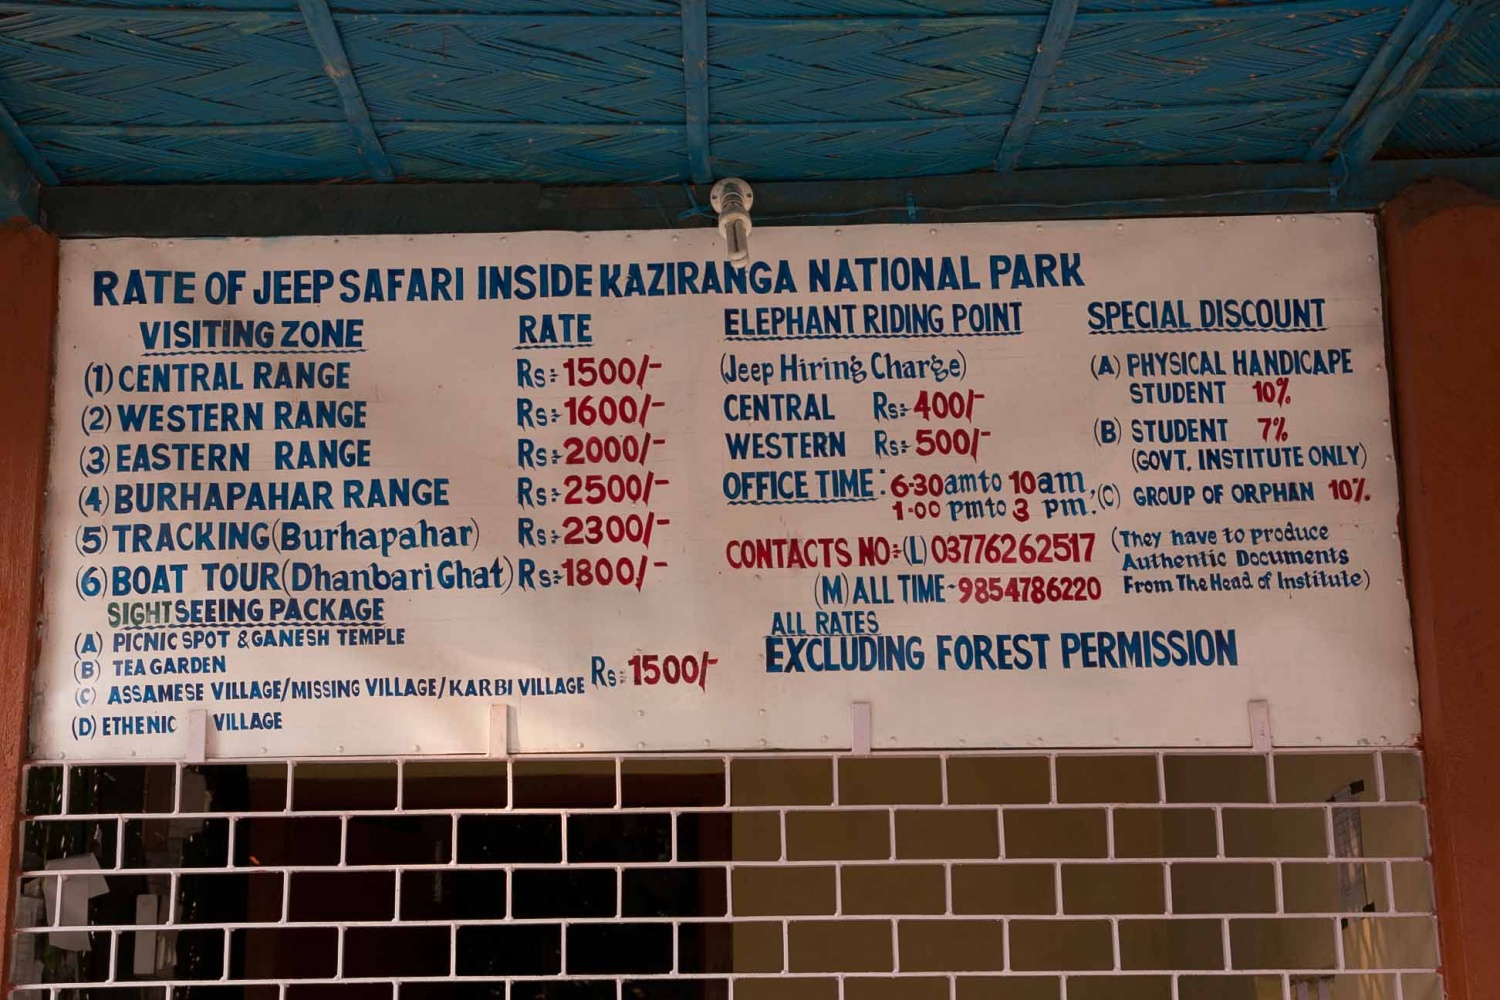 RATE OF JEEP SAFARI INSIDE KAZIRANGA NATIONAL PARK
VISITING ZONE RATE
(1) CENTRAL RANGE Rs:- 1500/-
(2) WESTERN RANGE Rs:- 1600/-
(3) EASTERN RANGE Rs:- 2000/-
(4) BURHAPAHAR RANGE Rs:- 2500/-
(5) TRACKING (Burhapahar) Rs:- 2300/-
(6) BOAT TOUR (Dhanbari Ghat) Rs:- 1800/-
SIGHTSEEING PACKAGE
(A) PICNIC SPOT & GANESH TEMPLE
(B) TEA GARDEN
(C) ASSAMESE VILLAGE/MISSING VILLAGE/KARBI VILLAGE Rs:- 1500/-
(D) ETHENIC VILLAGE
ELEPHANT RIDING POINT
(Jeep Hiring Charge)
CENTRAL Rs:- 400/-
WESTERN Rs:- 500/-
OFFICE TIME: 6-30am to 10am,
1-00 pm to 3 pm.
CONTACTS NO:- (L) 03776262517
(M) ALL TIME - 9854786220
ALL RATES
EXCLUDING FOREST PERMISSION
SPECIAL DISCOUNT
(A) PHYSICAL HANDICAPE
STUDENT 10%
(B) STUDENT 7%
(GOVT. INSTITUTE ONLY)
(C) GROUP OF ORPHAN 10%.
(They have to produce
Authentic Documents
From The Head of Institute)